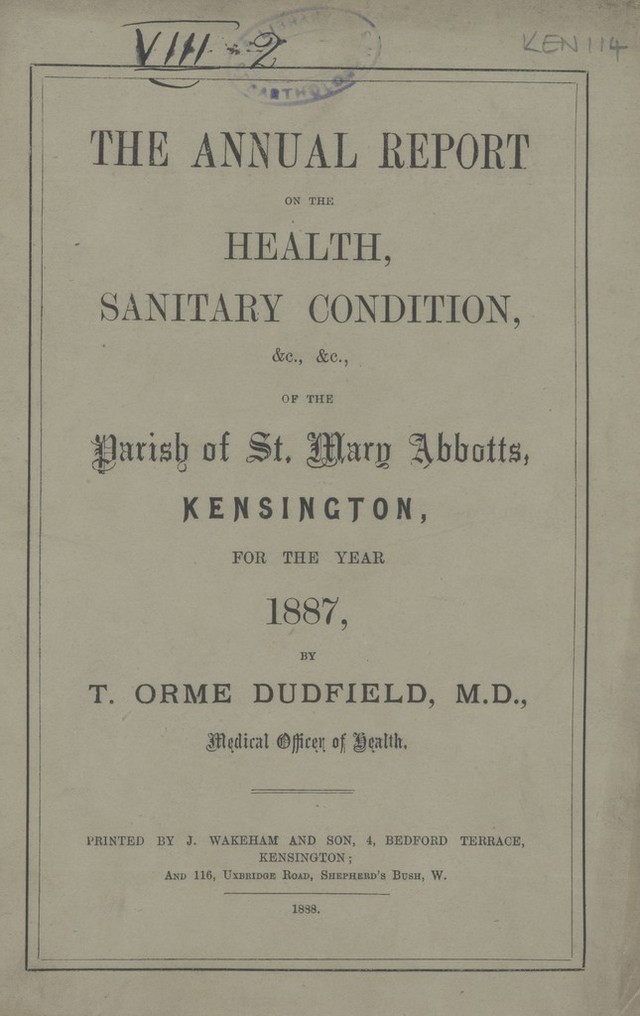 VIII-2
KEN 114
THE ANNUAL REPORT
ON THE
HEALTH,
SANITARY CONDITION,
&c., &c.,
OF THE
Parish of St. Mary Abbotts,
KENSINGTON,
FOR THE YEAR
1887,
BY
T. ORME DUDFIELD, M.D.,
Medical Officer of Health.
PRINTED BY J. WAKEHAM AND SON, 4, BEDFORD TERRACE,
KENSINGTON;
AND 116, UXBRIDGE ROAD, SHEPHERD'S BUSH, W.
1888.